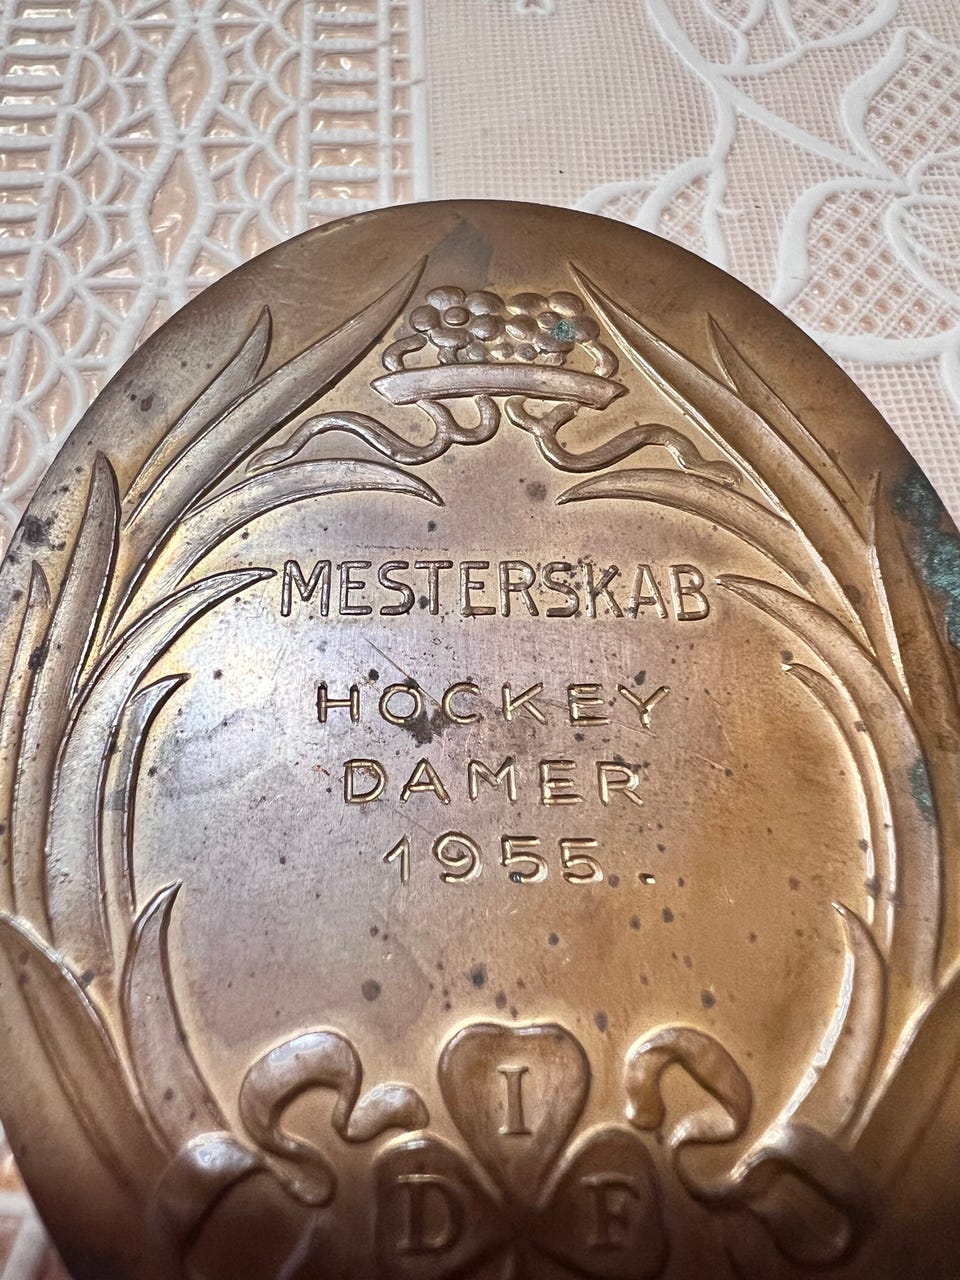 MESTERSKAB
HOCKEY
DAMER
1955.
I
D F